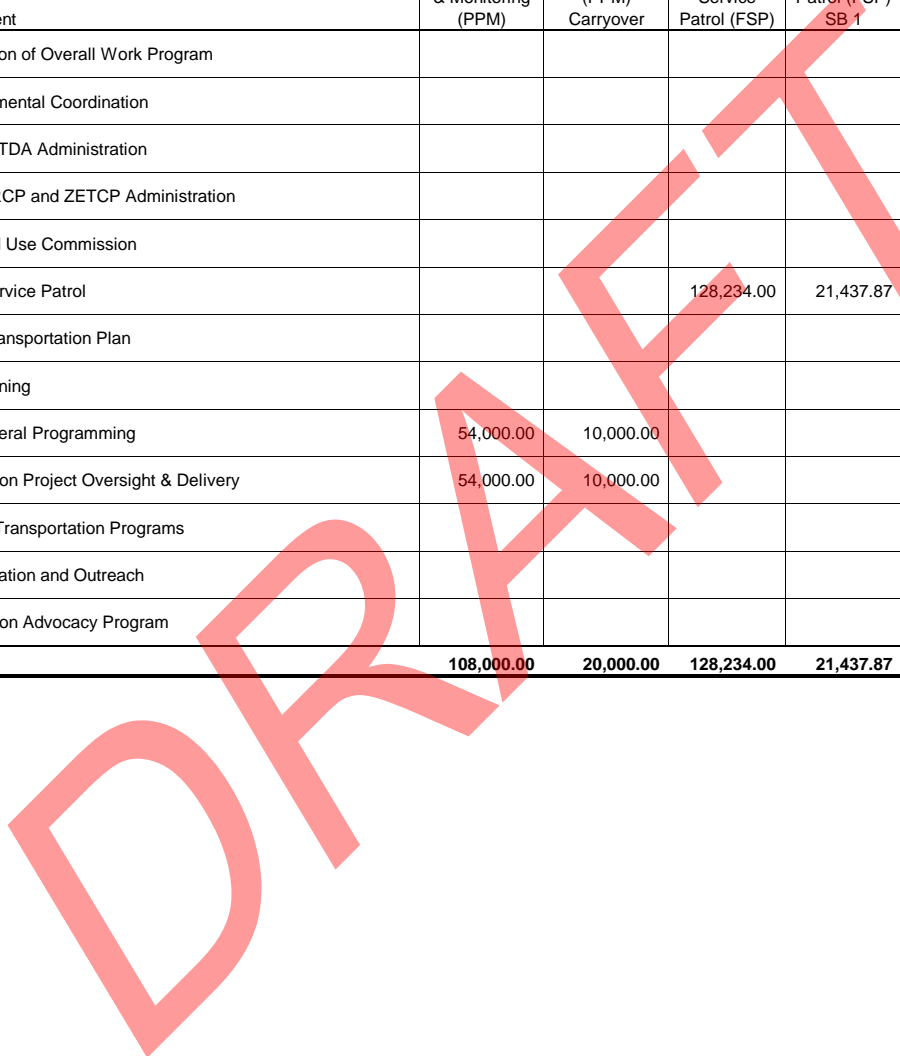 & Monitoring (PPM) Service Patrol (FSP)
ent (PPM) Carryover Patrol (FSP) SB 1
on of Overall Work Program
mental Coordination
TDA Administration
CP and ZETCP Administration
Use Commission
rvice Patrol 128,234.00 21,437.87
ansportation Plan
ning
eral Programming 54,000.00 10,000.00
on Project Oversight & Delivery 54,000.00 10,000.00
Transportation Programs
ation and Outreach
on Advocacy Program
108,000.00 20,000.00 128,234.00 21,437.87
DRAFT